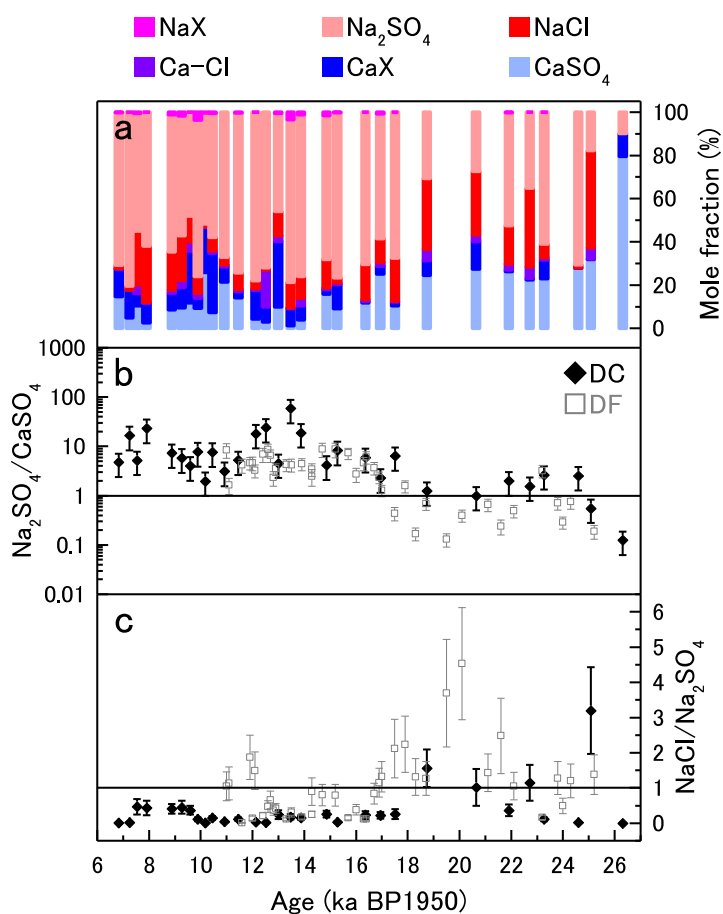 NaX Na₂SO₄ NaCl
Ca−Cl CaX CaSO₄
a
100
80
60
40
20
0
Mole fraction (%)
b
DC
DF
1000
100
10
1
0.1
0.01
Na₂SO₄/CaSO₄
c
6
5
4
3
2
1
0
NaCl/Na₂SO₄
6 8 10 12 14 16 18 20 22 24 26
Age (ka BP1950)